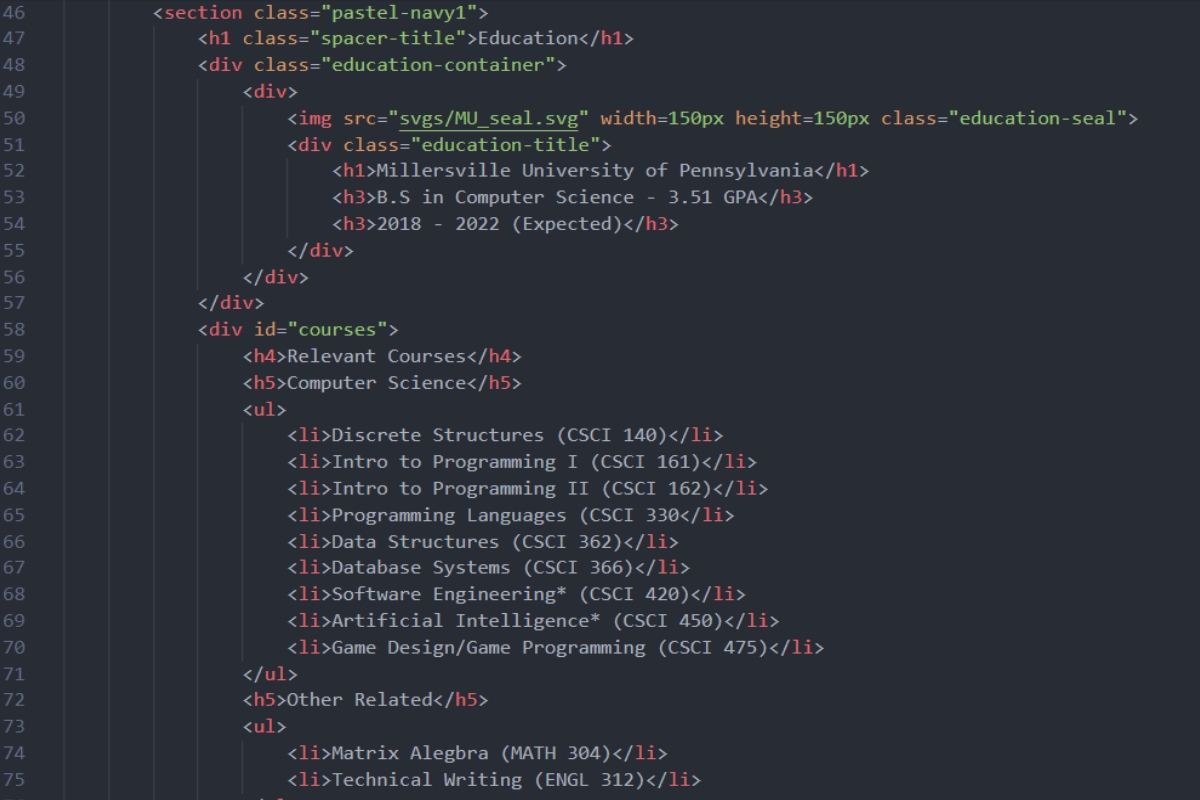 46 <section class="pastel-navy1">
47 <h1 class="spacer-title">Education</h1>
48 <div class="education-container">
49 <div>
50 <img src="svgs/MU_seal.svg" width=150px height=150px class="education-seal">
51 <div class="education-title">
52 <h1>Millersville University of Pennsylvania</h1>
53 <h3>B.S in Computer Science - 3.51 GPA</h3>
54 <h3>2018 - 2022 (Expected)</h3>
55 </div>
56 </div>
57 </div>
58 <div id="courses">
59 <h4>Relevant Courses</h4>
60 <h5>Computer Science</h5>
61 <ul>
62 <li>Discrete Structures (CSCI 140)</li>
63 <li>Intro to Programming I (CSCI 161)</li>
64 <li>Intro to Programming II (CSCI 162)</li>
65 <li>Programming Languages (CSCI 330</li>
66 <li>Data Structures (CSCI 362)</li>
67 <li>Database Systems (CSCI 366)</li>
68 <li>Software Engineering* (CSCI 420)</li>
69 <li>Artificial Intelligence* (CSCI 450)</li>
70 <li>Game Design/Game Programming (CSCI 475)</li>
71 </ul>
72 <h5>Other Related</h5>
73 <ul>
74 <li>Matrix Alegbra (MATH 304)</li>
75 <li>Technical Writing (ENGL 312)</li>